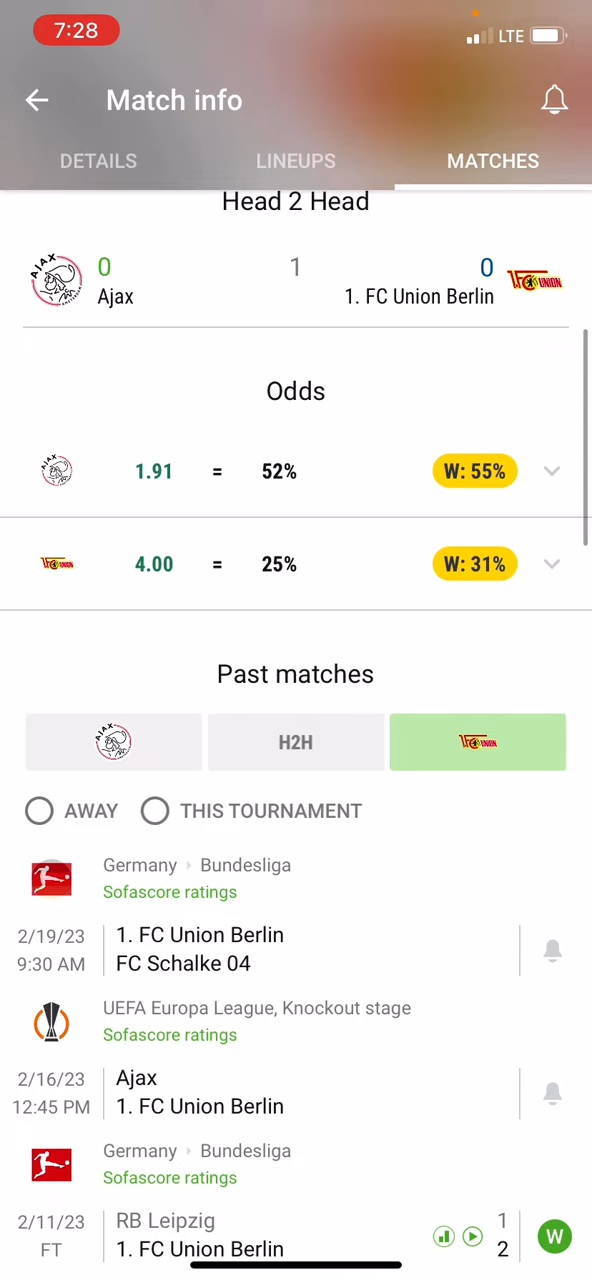 7:28
LTE
Match info
DETAILS LINEUPS MATCHES
Head 2 Head
0 1 0
Ajax 1. FC Union Berlin
Odds
1.91 = 52% W: 55%
4.00 = 25% W: 31%
Past matches
H2H
AWAY THIS TOURNAMENT
Germany Bundesliga
Sofascore ratings
2/19/23 1. FC Union Berlin
9:30 AM FC Schalke 04
UEFA Europa League, Knockout stage
Sofascore ratings
2/16/23 Ajax
12:45 PM 1. FC Union Berlin
Germany Bundesliga
Sofascore ratings
2/11/23 RB Leipzig 1
FT 1. FC Union Berlin 2
W